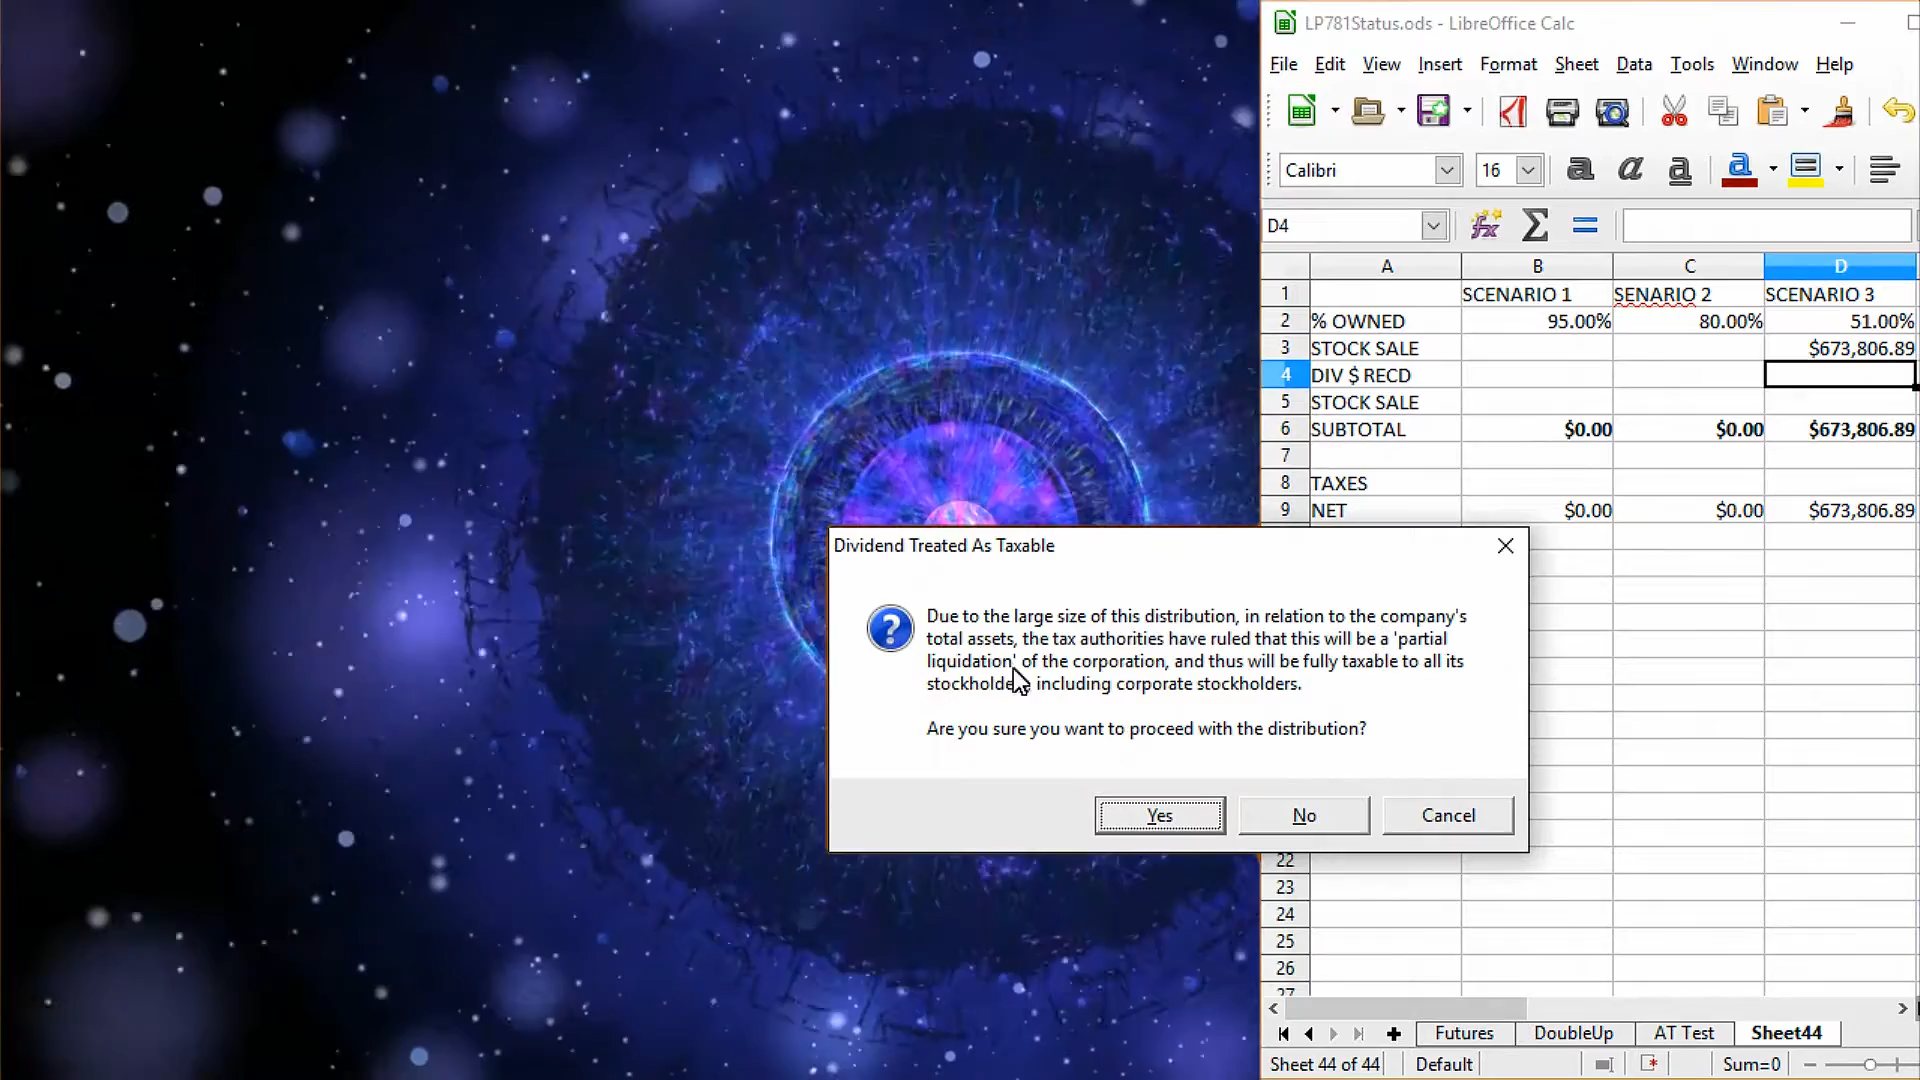 LP781Status.ods - LibreOffice Calc
File Edit View Insert Format Sheet Data Tools Window Help
Calibri 16 a a a a
D4
A B C D
1 SCENARIO 1 SENARIO 2 SCENARIO 3
2 % OWNED 95.00% 80.00% 51.00%
3 STOCK SALE $673,806.89
4 DIV $ RECD
5 STOCK SALE
6 SUBTOTAL $0.00 $0.00 $673,806.89
7
8 TAXES
9 NET $0.00 $0.00 $673,806.89
Dividend Treated As Taxable
Due to the large size of this distribution, in relation to the company's
total assets, the tax authorities have ruled that this will be a 'partial
liquidation' of the corporation, and thus will be fully taxable to all its
stockholders, including corporate stockholders.
Are you sure you want to proceed with the distribution?
Yes No Cancel
22
23
24
25
26
27
Futures DoubleUp AT Test Sheet44
Sheet 44 of 44 Default Sum=0